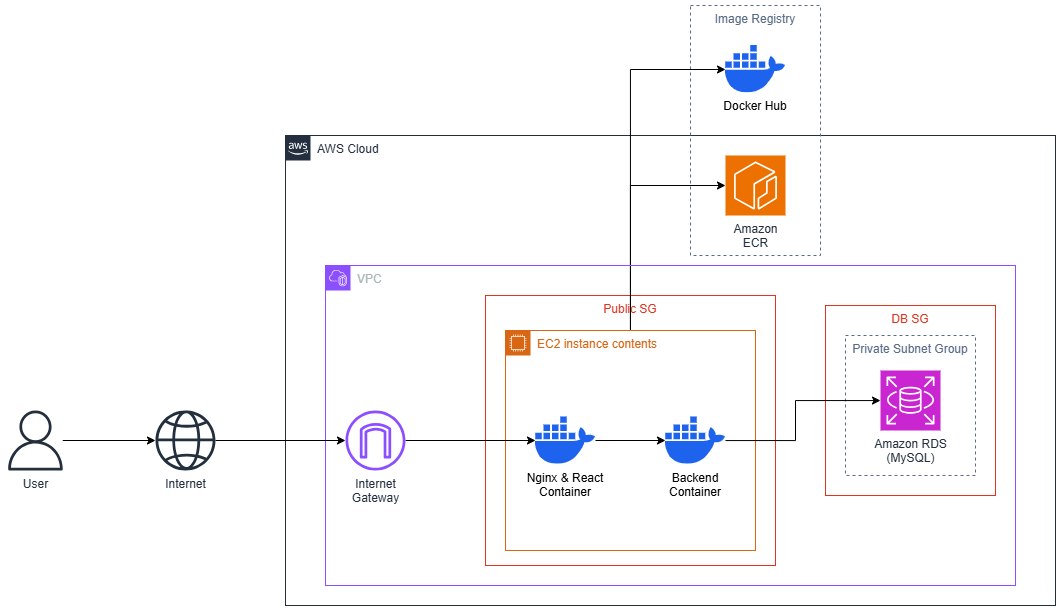 Image Registry
Docker Hub
aws
AWS Cloud
Amazon
ECR
VPC
Public SG
DB SG
EC2 instance contents
Private Subnet Group
User
Internet
Internet
Gateway
Nginx & React
Container
Backend
Container
Amazon RDS
(MySQL)